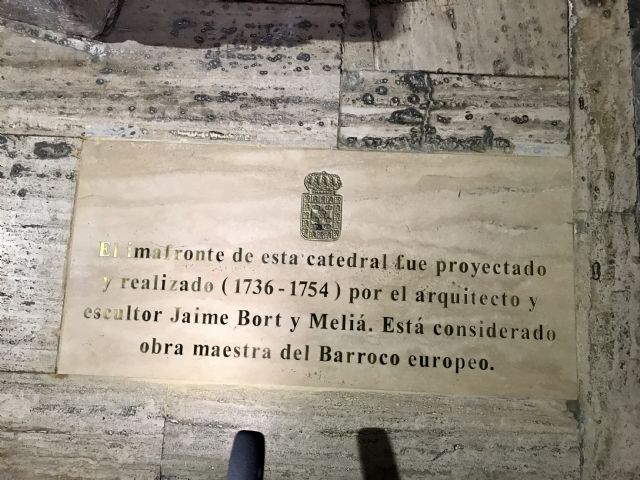 El imafronte de esta catedral fue proyectado
y realizado ( 1736 - 1754 ) por el arquitecto y
escultor Jaime Bort y Meliá. Está considerado
obra maestra del Barroco europeo.